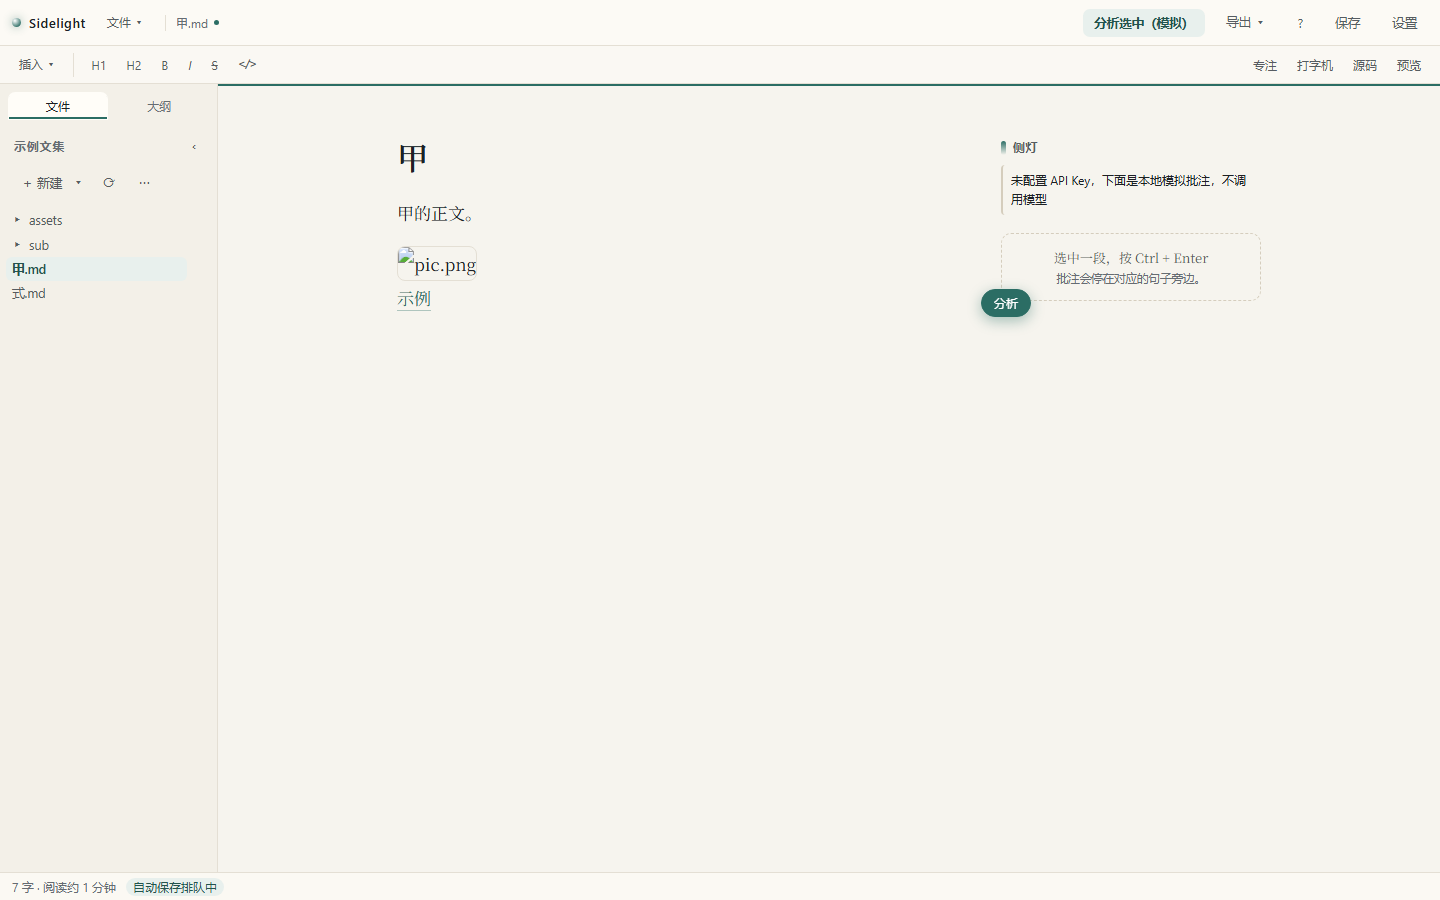 Sidelight 文件 甲.md 分析选中（模拟） 导出 ? 保存 设置
插入 H1 H2 B I S </> 专注 打字机 源码 预览
文件 大纲
示例文集
+ 新建 ...
assets
sub
甲.md
式.md
甲
甲的正文。
pic.png
示例
侧灯
未配置 API Key，下面是本地模拟批注，不调
用模型
选中一段，按 Ctrl + Enter
批注会停在对应的句子旁边。
分析
7 字 · 阅读约 1 分钟 自动保存排队中